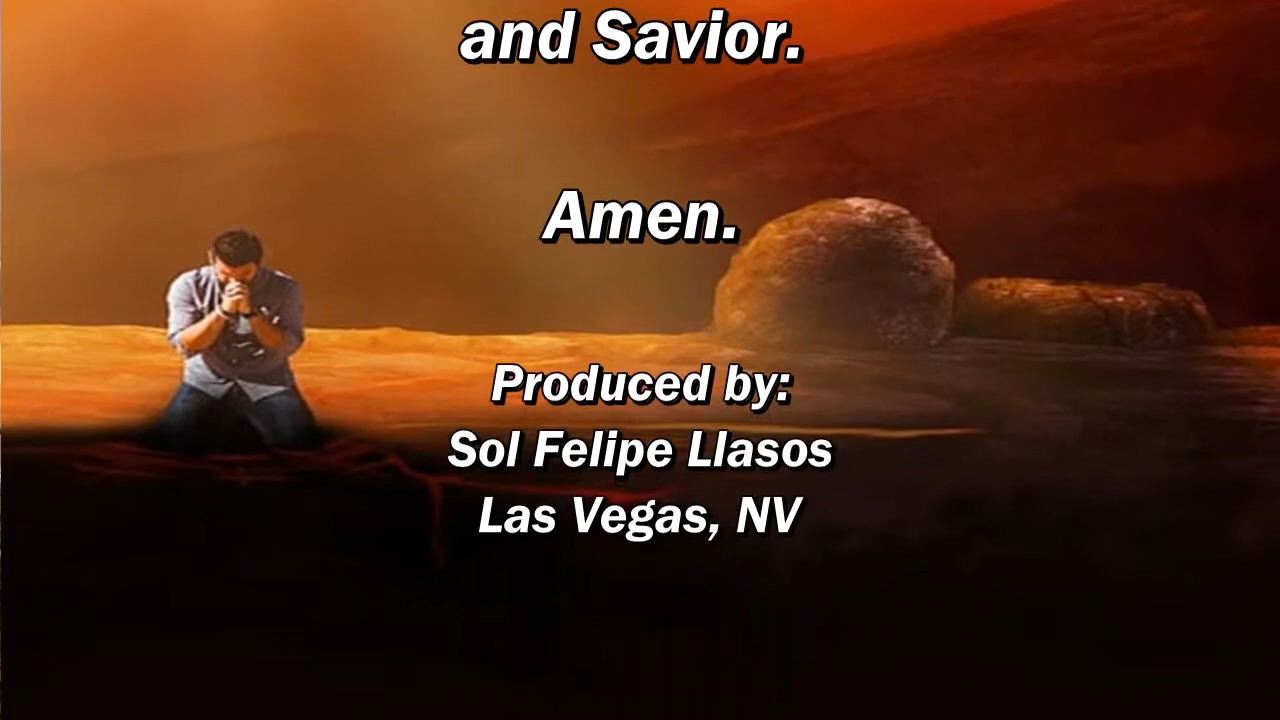 and Savior.
Amen.
Produced by:
Sol Felipe Llasos
Las Vegas, NV